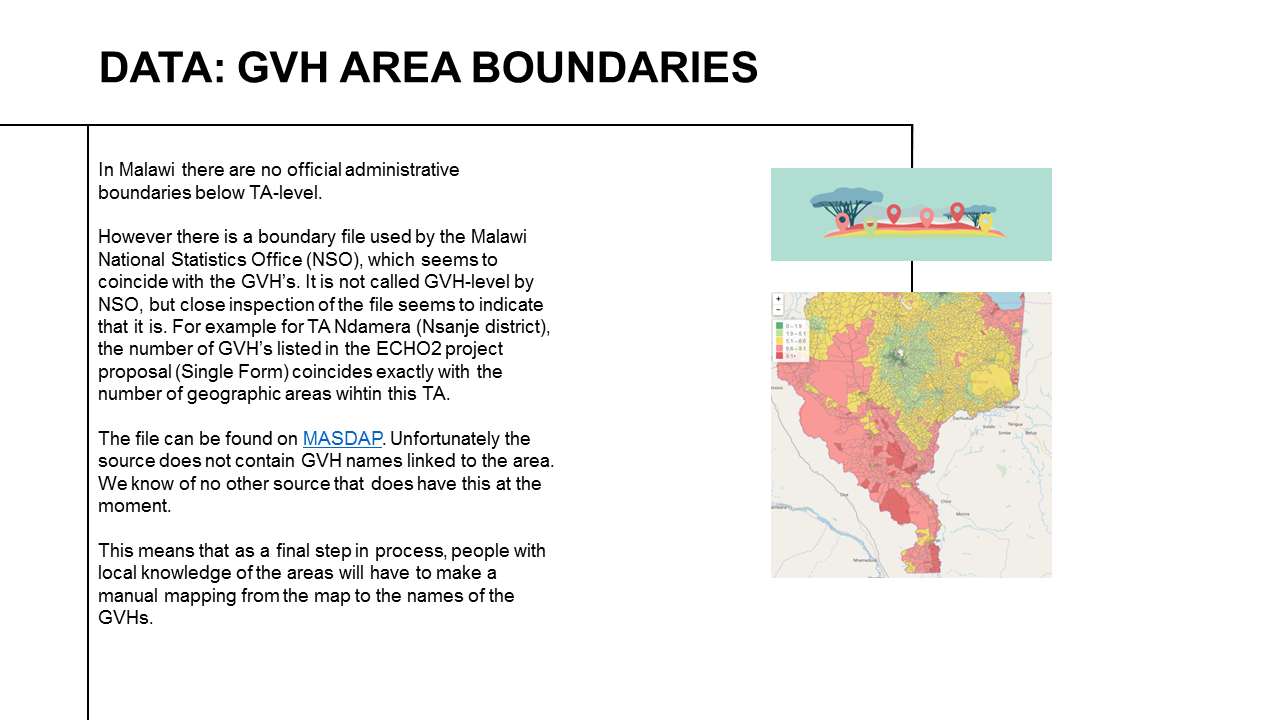 DATA: GVH AREA BOUNDARIES
In Malawi there are no official administrative
boundaries below TA-level.
However there is a boundary file used by the Malawi
National Statistics Office (NSO), which seems to
coincide with the GVH’s. It is not called GVH-level by
NSO, but close inspection of the file seems to indicate
that it is. For example for TA Ndamera (Nsanje district),
the number of GVH’s listed in the ECHO2 project
proposal (Single Form) coincides exactly with the
number of geographic areas wihtin this TA.
The file can be found on MASDAP. Unfortunately the
source does not contain GVH names linked to the area.
We know of no other source that does have this at the
moment.
This means that as a final step in process, people with
local knowledge of the areas will have to make a
manual mapping from the map to the names of the
GVHs.
+
−
0 – 1.9
1.9 – 5.1
5.1 – 6.6
6.6 – 8.1
8.1+
Chire
Morire